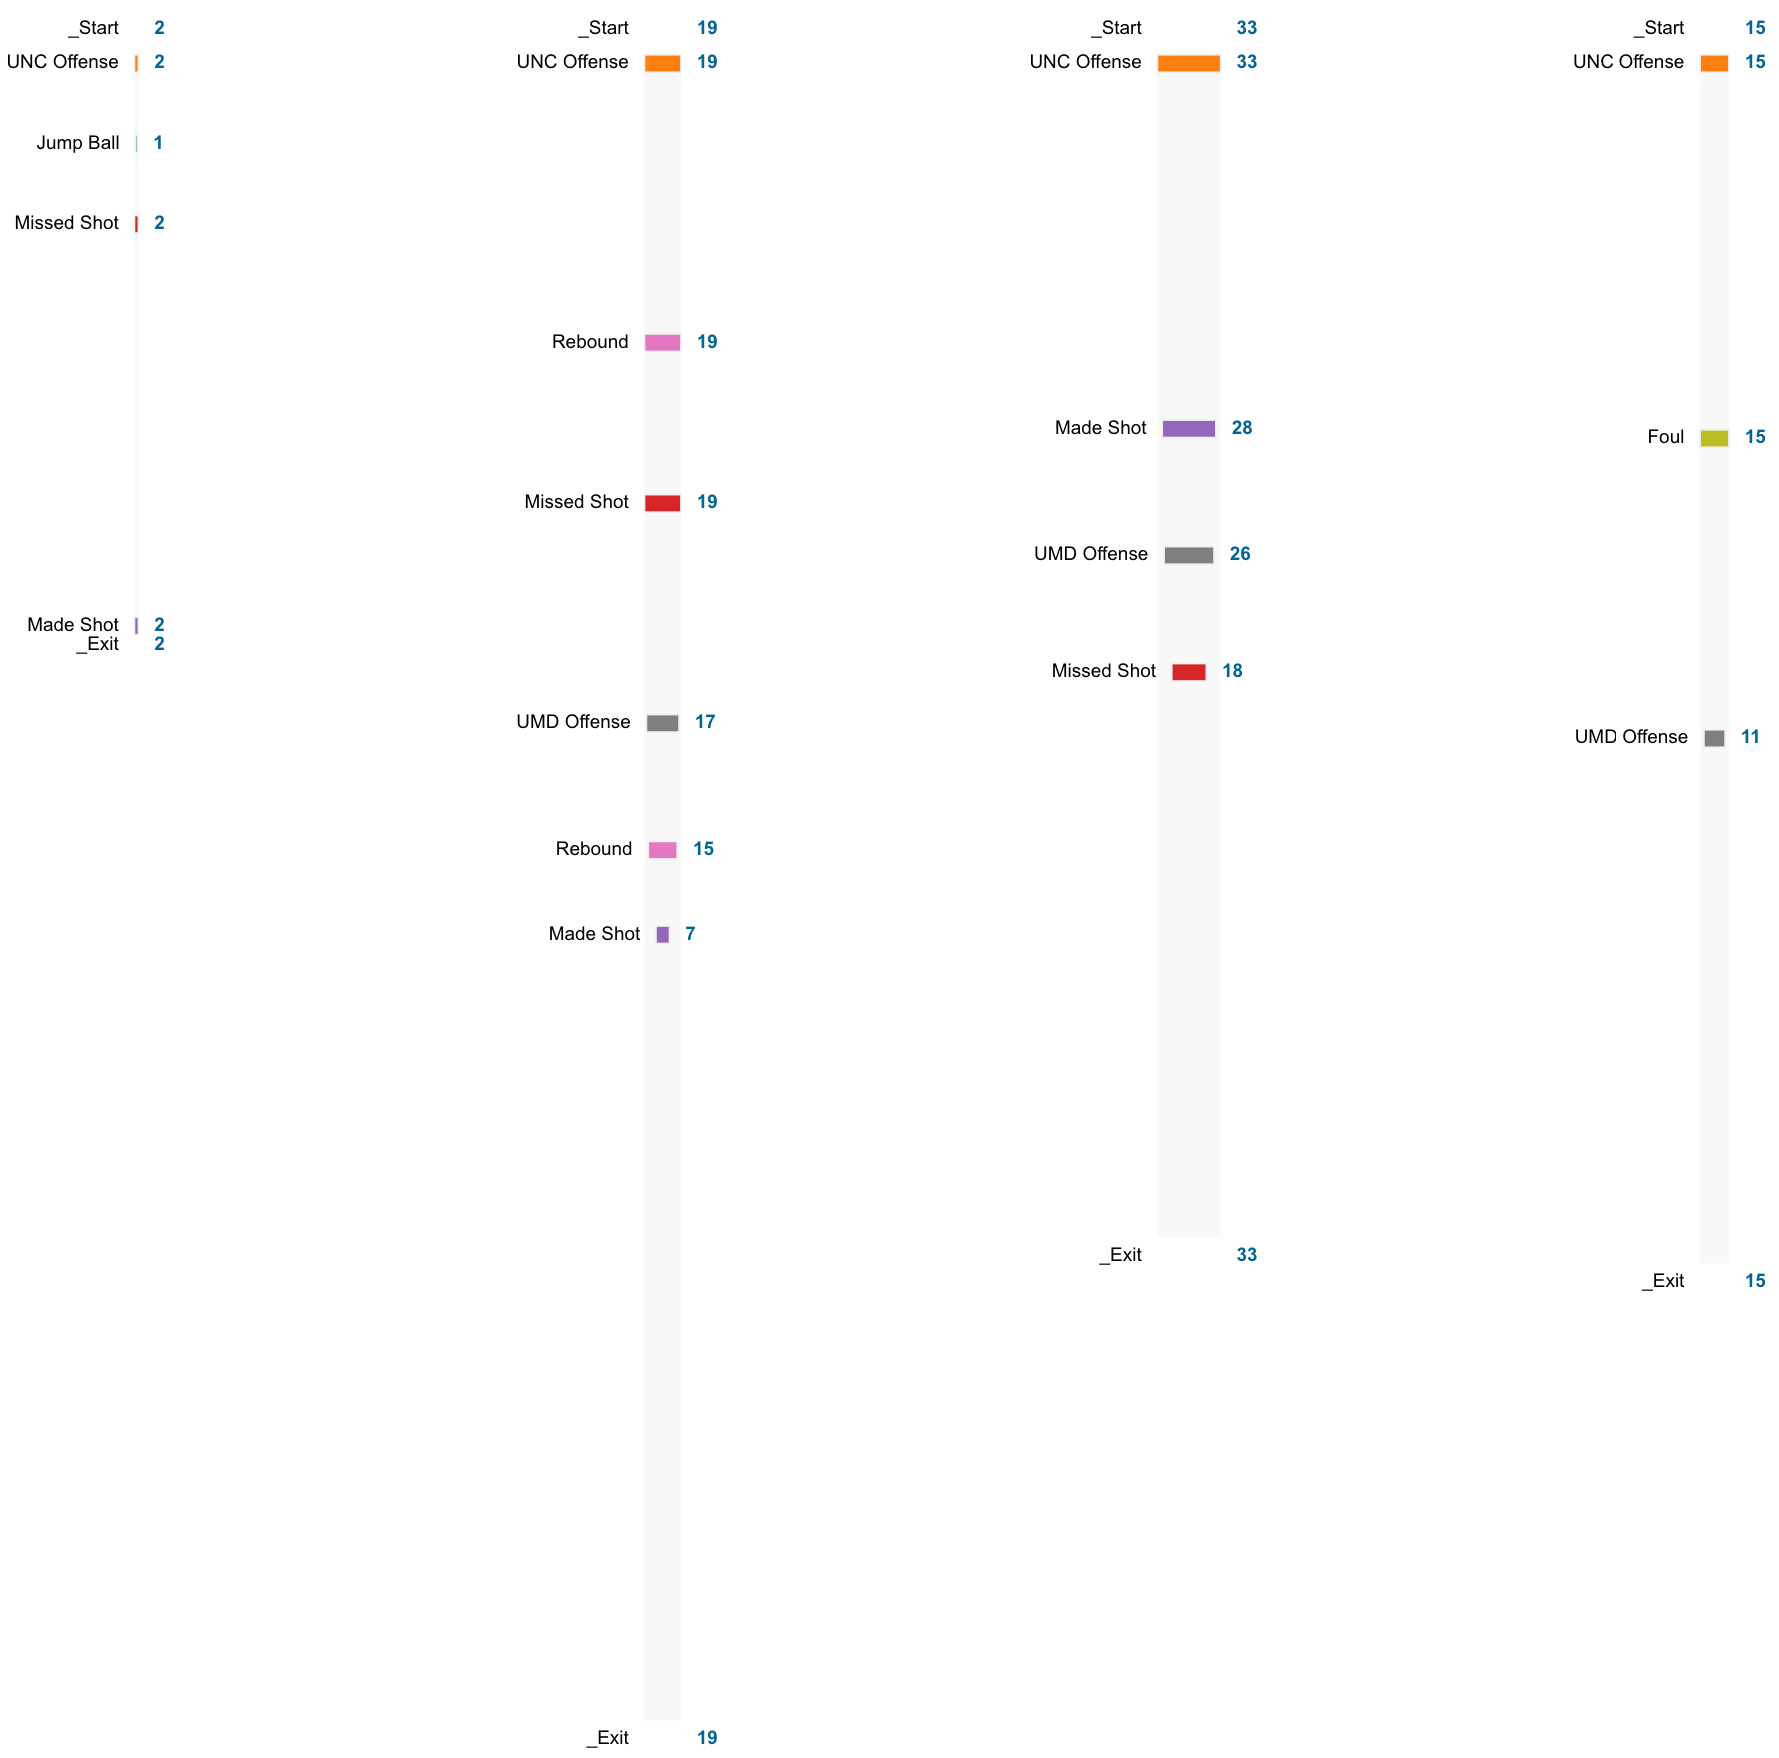 _Start 2
UNC Offense 2
Jump Ball 1
Missed Shot 2
Made Shot 2
_Exit 2
_Start 19
UNC Offense 19
Rebound 19
Missed Shot 19
UMD Offense 17
Rebound 15
Made Shot 7
_Exit 19
_Start 33
UNC Offense 33
Made Shot 28
UMD Offense 26
Missed Shot 18
_Exit 33
_Start 15
UNC Offense 15
Foul 15
UMD Offense 11
_Exit 15